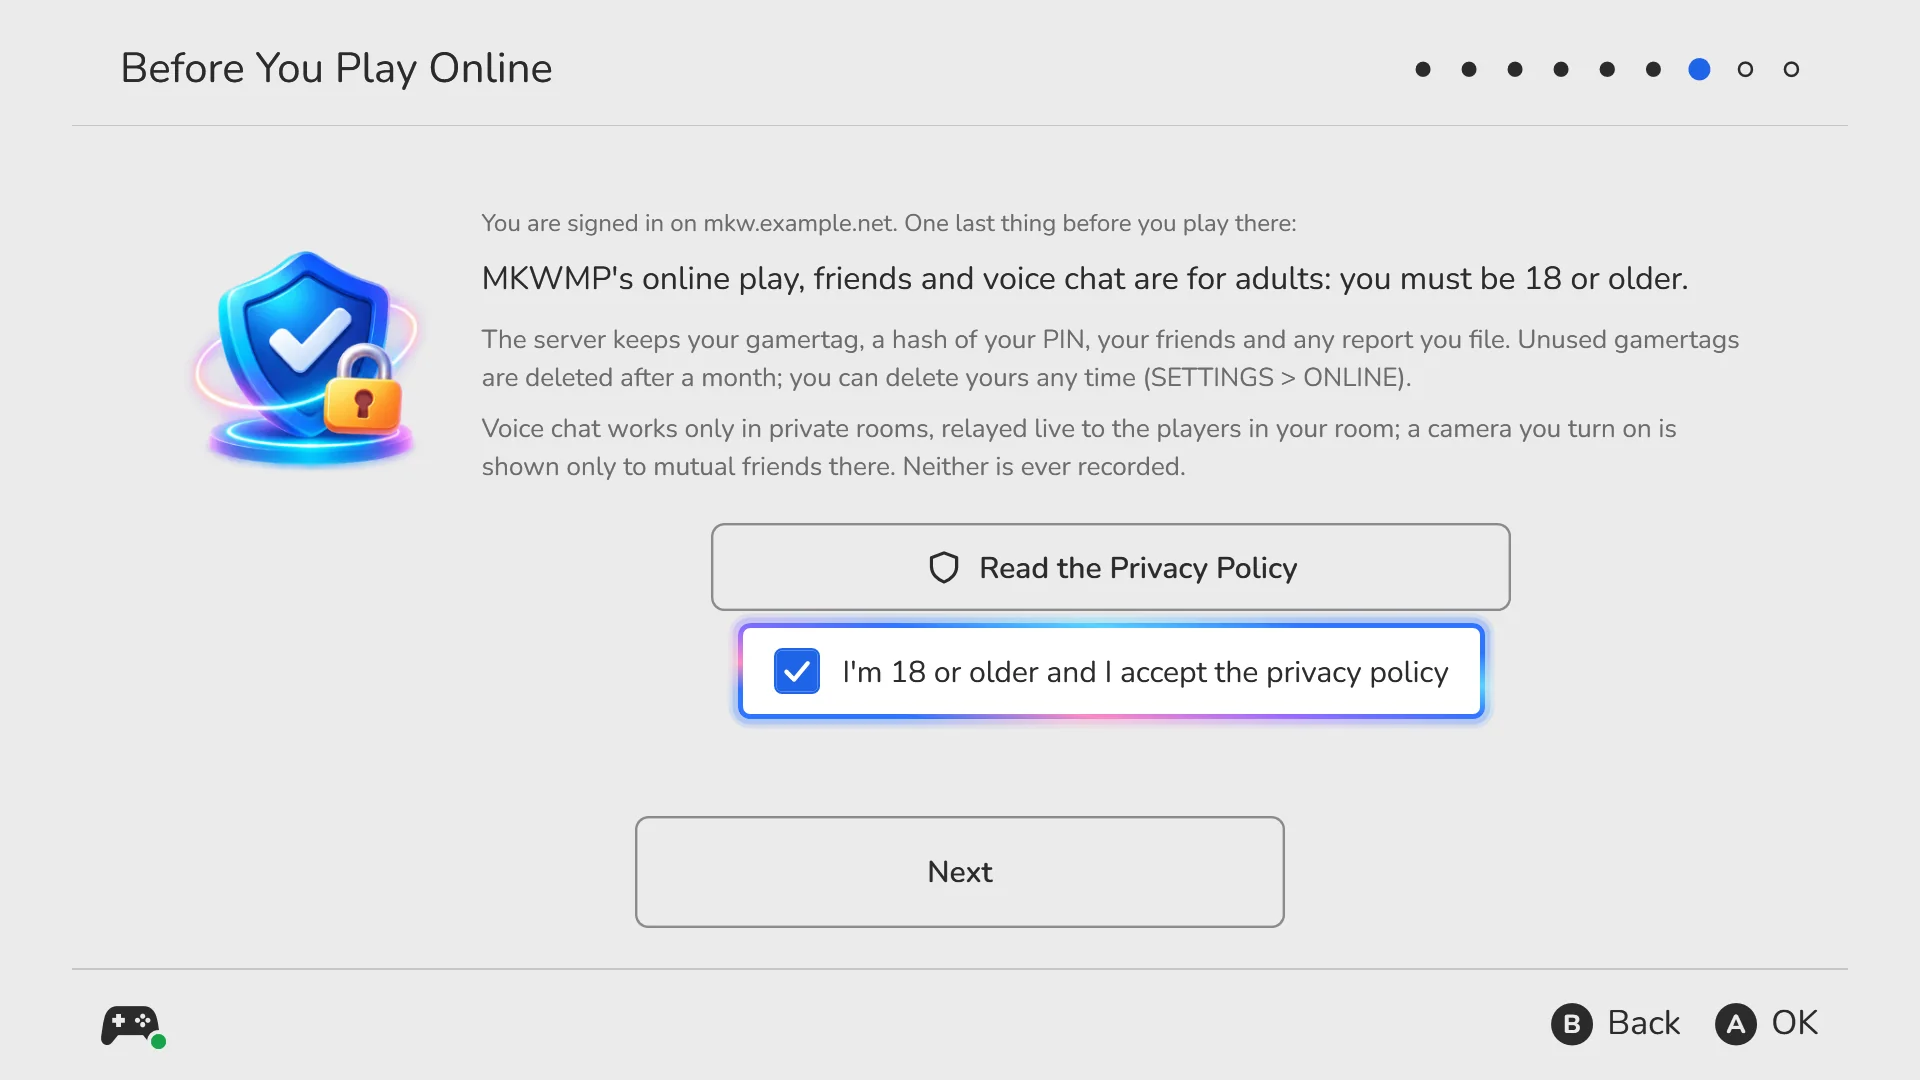 Before You Play Online
You are signed in on mkw.example.net. One last thing before you play there:
MKWMP's online play, friends and voice chat are for adults: you must be 18 or older.
The server keeps your gamertag, a hash of your PIN, your friends and any report you file. Unused gamertags
are deleted after a month; you can delete yours any time (SETTINGS > ONLINE).
Voice chat works only in private rooms, relayed live to the players in your room; a camera you turn on is
shown only to mutual friends there. Neither is ever recorded.
Read the Privacy Policy
I'm 18 or older and I accept the privacy policy
Next
B Back A OK